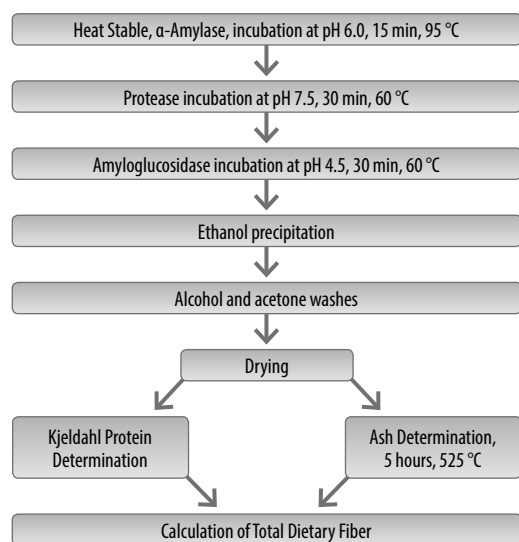 Heat Stable, α-Amylase, incubation at pH 6.0, 15 min, 95 °C
Protease incubation at pH 7.5, 30 min, 60 °C
Amyloglucosidase incubation at pH 4.5, 30 min, 60 °C
Ethanol precipitation
Alcohol and acetone washes
Drying
Kjeldahl Protein
Determination
Ash Determination,
5 hours, 525 °C
Calculation of Total Dietary Fiber